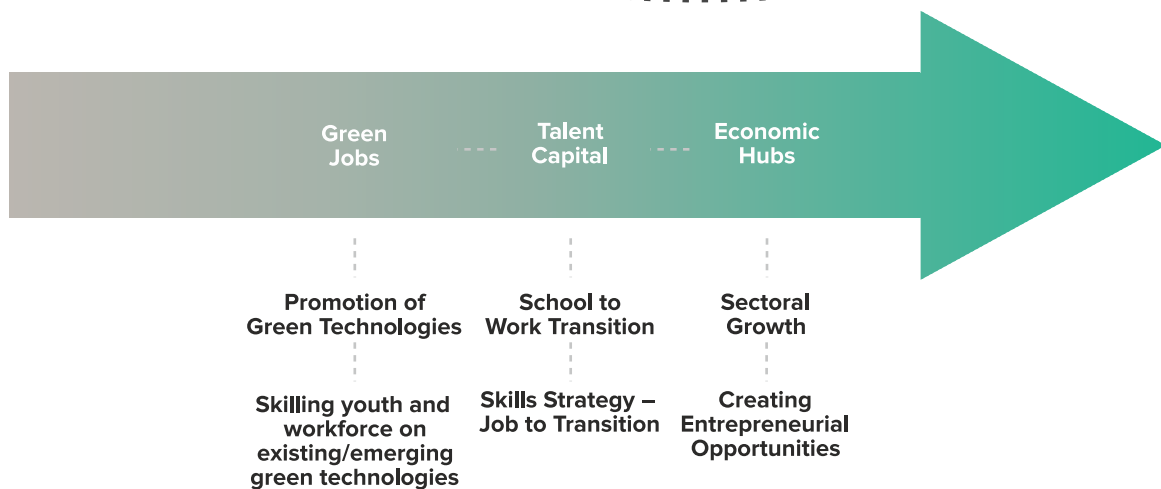 Green
Jobs
Talent
Capital
Economic
Hubs
Promotion of
Green Technologies
School to
Work Transition
Sectoral
Growth
Skilling youth and
workforce on
existing/emerging
green technologies
Skills Strategy –
Job to Transition
Creating
Entrepreneurial
Opportunities